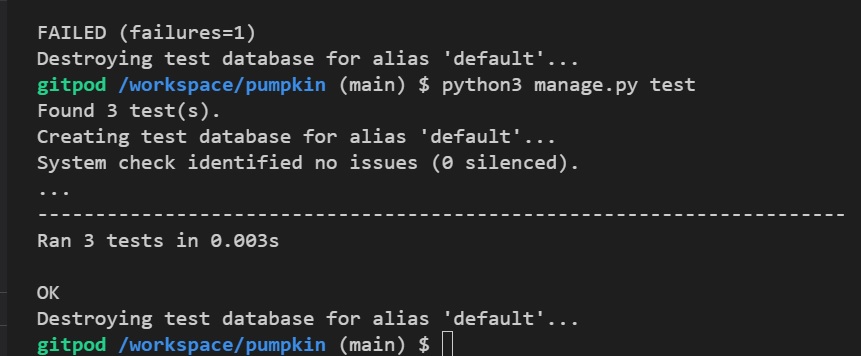 FAILED (failures=1)
Destroying test database for alias 'default'...
gitpod /workspace/pumpkin (main) $ python3 manage.py test
Found 3 test(s).
Creating test database for alias 'default'...
System check identified no issues (0 silenced).
...
----------------------------------------------------------------------
Ran 3 tests in 0.003s

OK
Destroying test database for alias 'default'...
gitpod /workspace/pumpkin (main) $